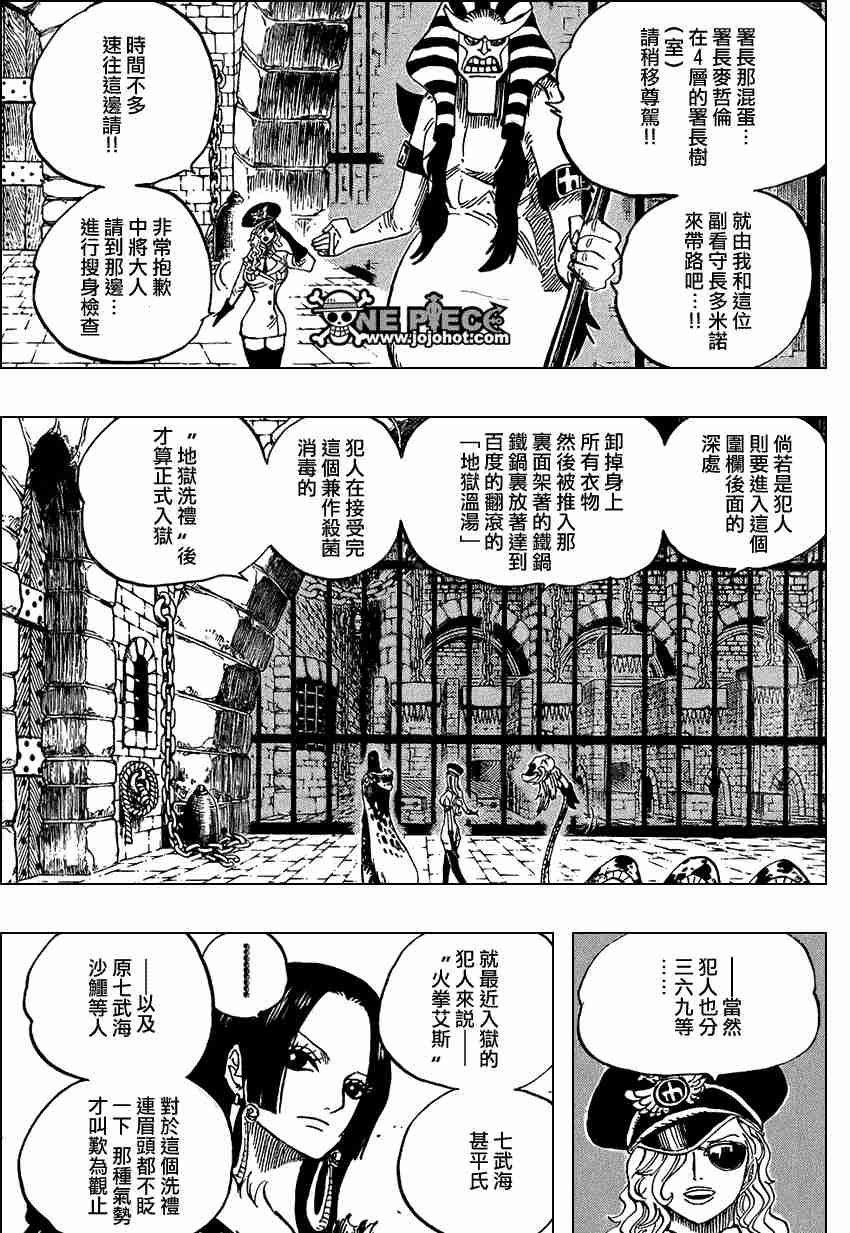 署長那混蛋…
署長麥哲倫
在4層的署長樹
（室）
請稍移尊駕!!
就由我和這位
副看守長多米諾
來帶路吧…!!
時間不多
速往這邊請!!
非常抱歉
中將大人
請到那邊…
進行搜身檢查
ONE PIECE
www.jojohot.com
倘若是犯人
則要進入這個
圍欄後面的
深處
卸掉身上
所有衣物
然後被推入那
裏面架著的鐵鍋
鐵鍋裏放著達到
百度的翻滾的
「地獄溫湯」
犯人在接受完
這個兼作殺菌
消毒的
"地獄洗禮"後
才算正式入獄
——當然
犯人也分
三六九等
……
就最近入獄的
犯人來說——
"火拳艾斯"
七武海
甚平氏
…………
——以及
原七武海
沙鱷等人
對於這個洗禮
連眉頭都不眨
一下 那種氣勢
才叫歎為觀止